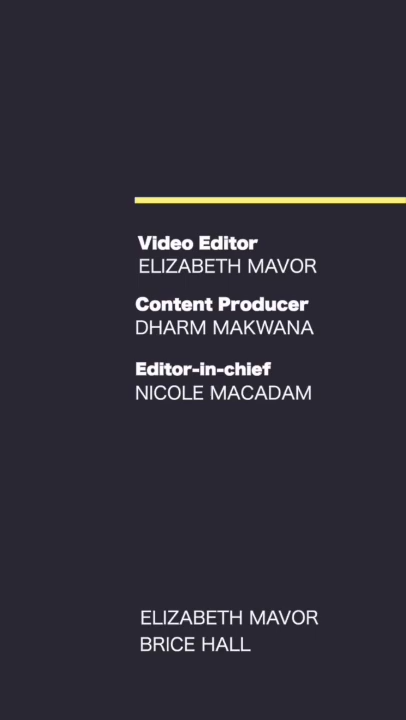 Video Editor
ELIZABETH MAVOR
Content Producer
DHARM MAKWANA
Editor-in-chief
NICOLE MACADAM
ELIZABETH MAVOR
BRICE HALL